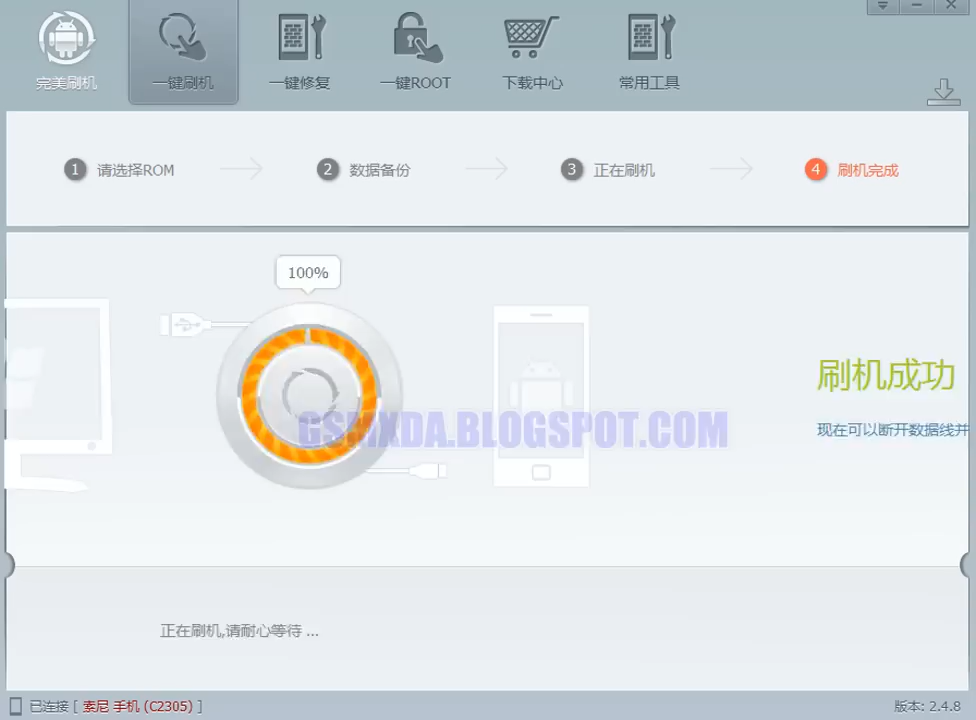 完美刷机
一键刷机
一键修复
一键ROOT
下载中心
常用工具
1 请选择ROM
2 数据备份
3 正在刷机
4 刷机完成
100%
刷机成功
GSMXDA.BLOGSPOT.COM
现在可以断开数据线并
正在刷机,请耐心等待 ...
已连接 [ 索尼 手机 (C2305) ]
版本: 2.4.8